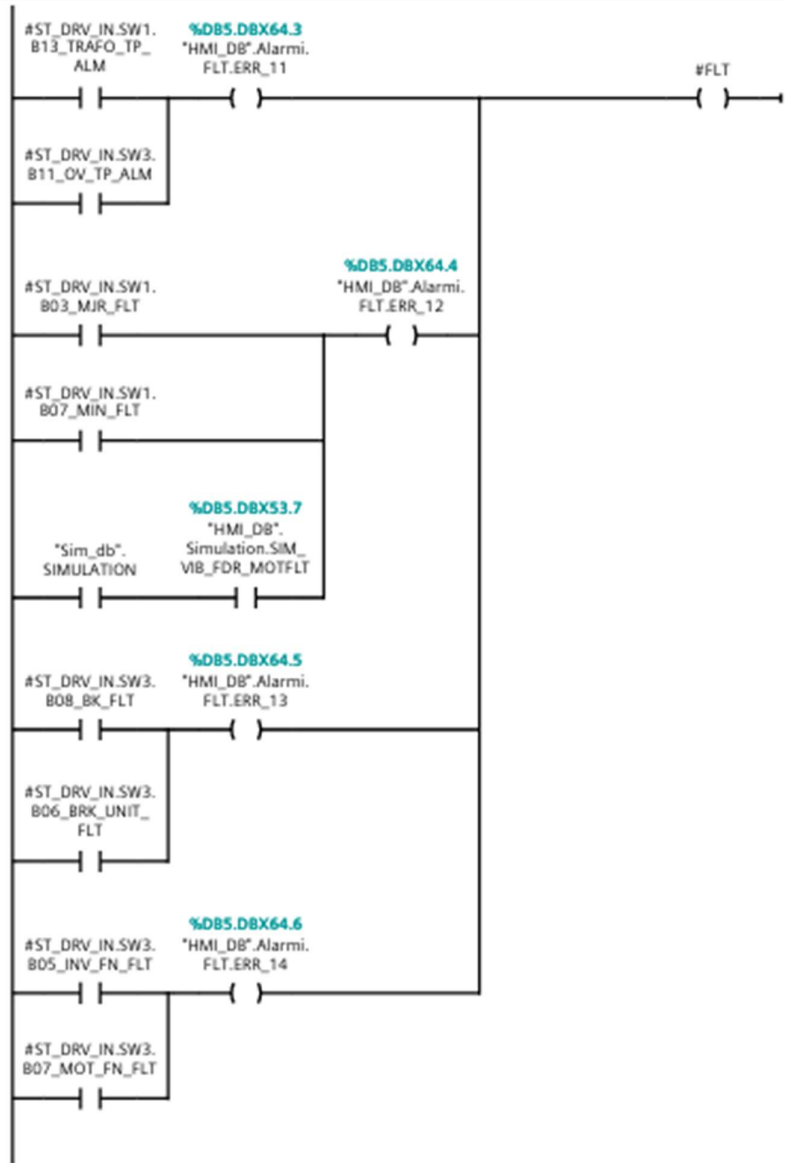 #ST_DRV_IN.SW1.
B13_TRAFO_TP_
ALM
%DB5.DBX64.3
"HMI_DB".Alarmi.
FLT.ERR_11
#FLT
#ST_DRV_IN.SW3.
B11_OV_TP_ALM
%DB5.DBX64.4
"HMI_DB".Alarmi.
FLT.ERR_12
#ST_DRV_IN.SW1.
B03_MJR_FLT
#ST_DRV_IN.SW1.
B07_MIN_FLT
%DB5.DBX53.7
"HMI_DB".
Simulation.SIM_
VIB_FDR_MOTFLT
"Sim_db".
SIMULATION
%DB5.DBX64.5
"HMI_DB".Alarmi.
FLT.ERR_13
#ST_DRV_IN.SW3.
B08_BK_FLT
#ST_DRV_IN.SW3.
B06_BRK_UNIT_
FLT
%DB5.DBX64.6
"HMI_DB".Alarmi.
FLT.ERR_14
#ST_DRV_IN.SW3.
B05_INV_FN_FLT
#ST_DRV_IN.SW3.
B07_MOT_FN_FLT